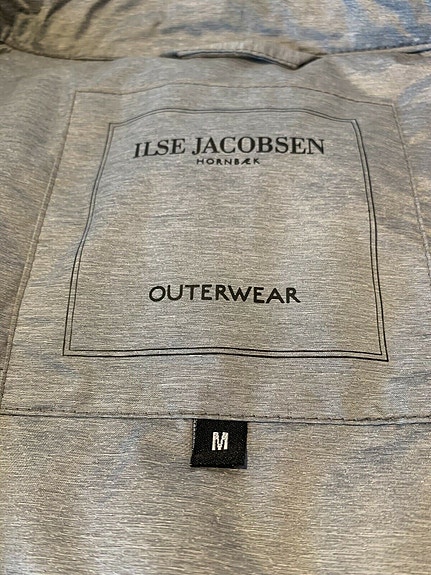 ILSE JACOBSEN
HORNBÆK
OUTERWEAR
M